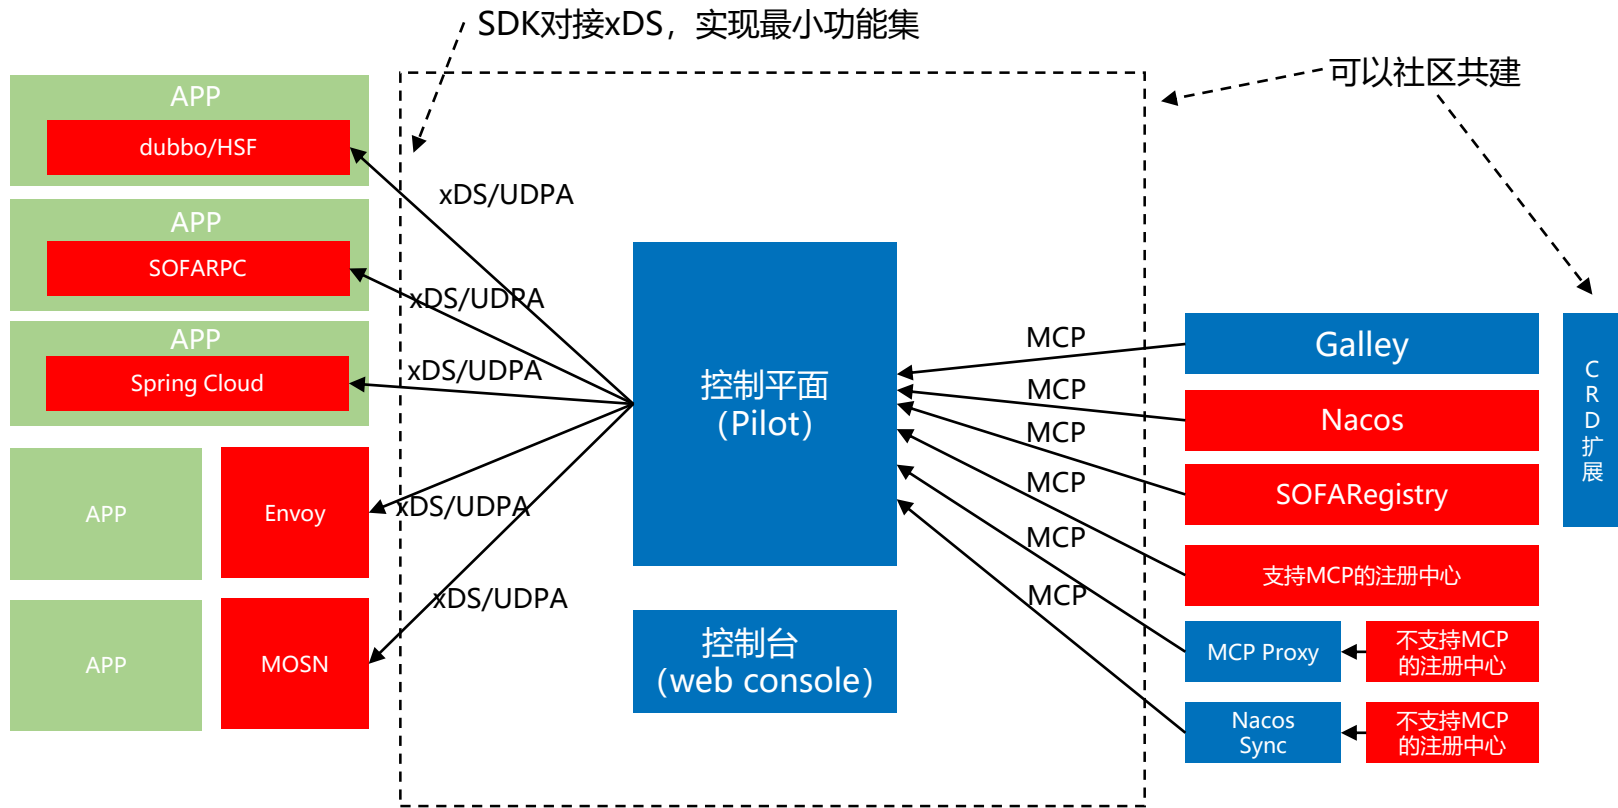 SDK对接xDS，实现最小功能集
可以社区共建
APP
dubbo/HSF
APP
SOFARPC
APP
Spring Cloud
APP
Envoy
APP
MOSN
xDS/UDPA
xDS/UDPA
xDS/UDPA
xDS/UDPA
xDS/UDPA
控制平面
（Pilot）
控制台
（web console）
MCP
MCP
MCP
MCP
MCP
MCP
Galley
Nacos
SOFARegistry
支持MCP的注册中心
MCP Proxy
不支持MCP
的注册中心
Nacos
Sync
不支持MCP
的注册中心
C
R
D
扩
展